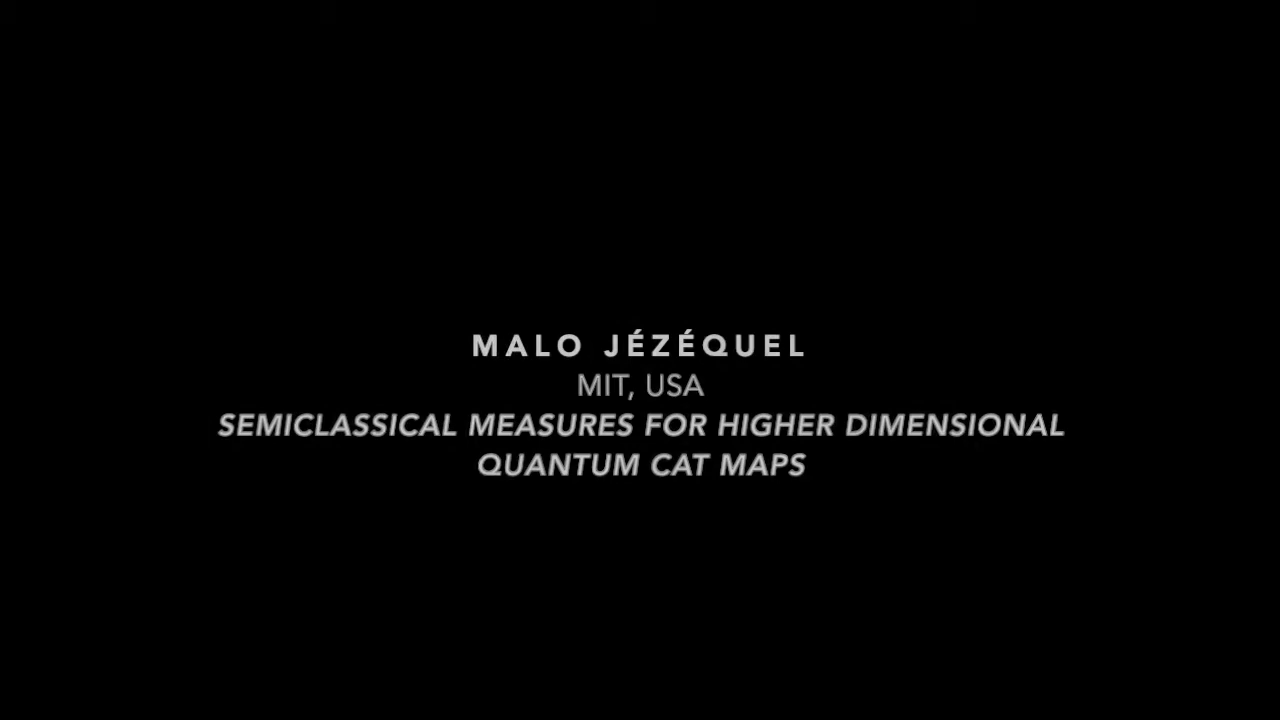 MALO JÉZÉQUEL
MIT, USA
SEMICLASSICAL MEASURES FOR HIGHER DIMENSIONAL
QUANTUM CAT MAPS